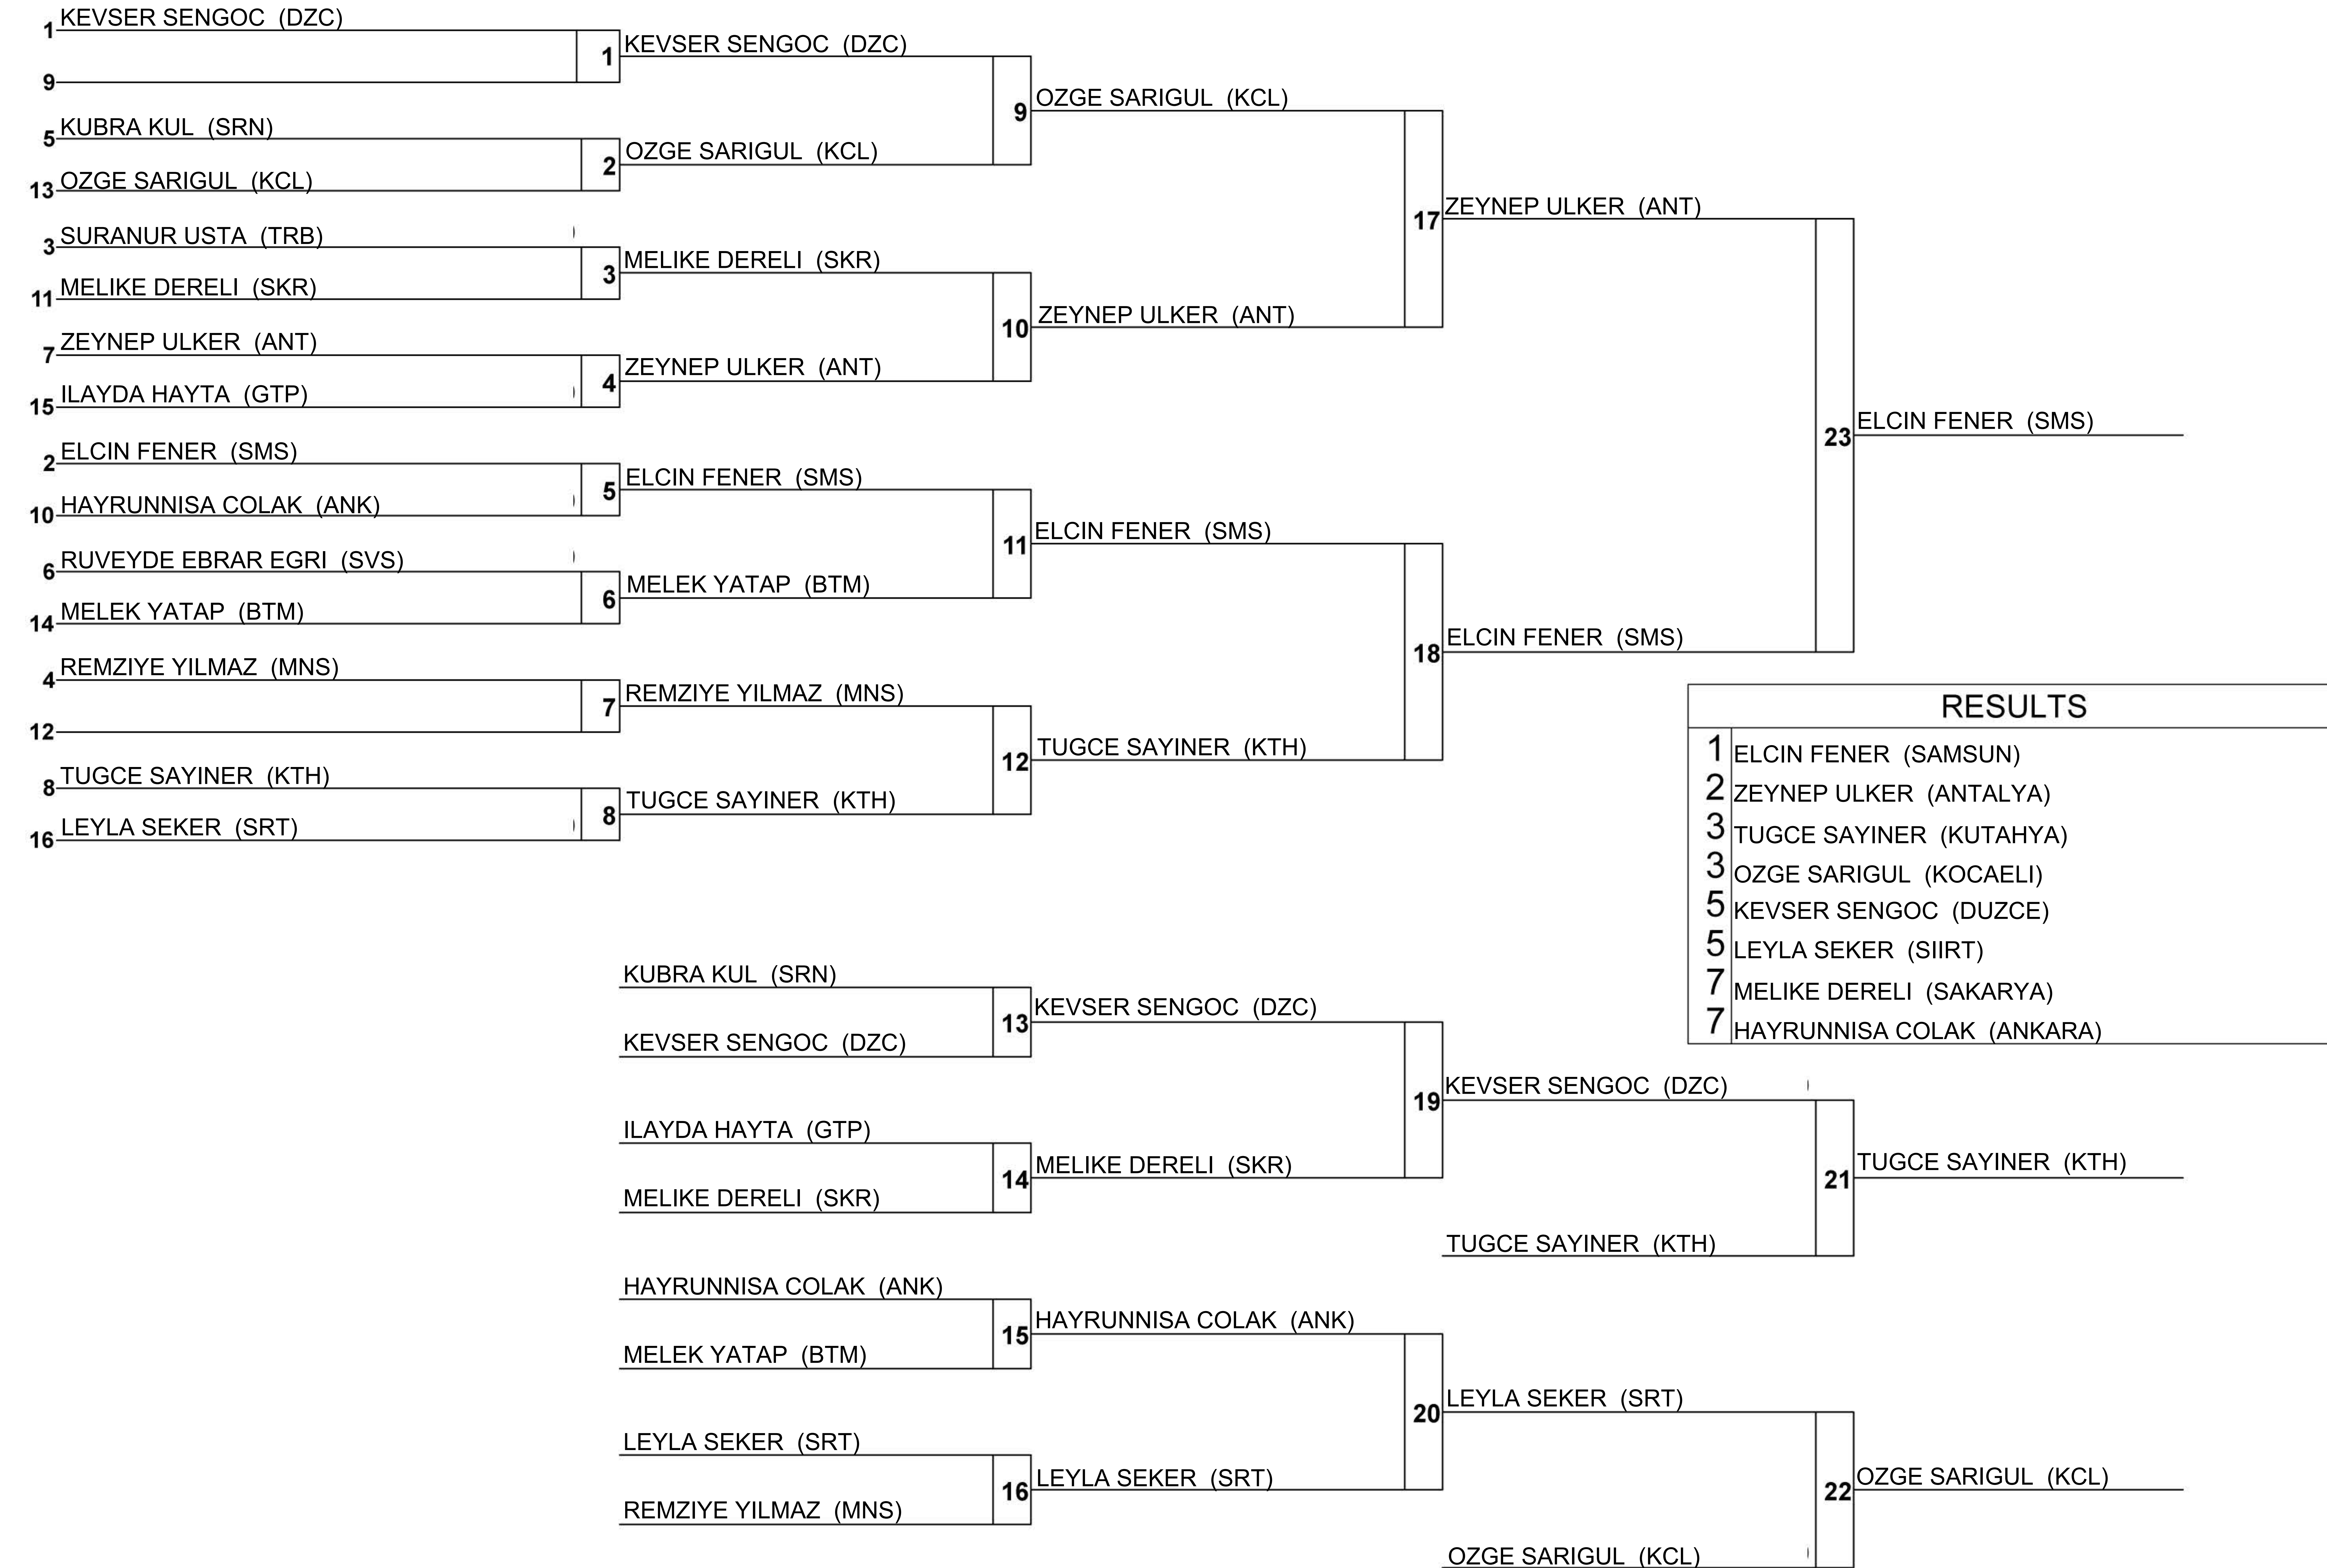 1 KEVSER SENGOC (DZC)
9
1 KEVSER SENGOC (DZC)
5 KUBRA KUL (SRN)
13 OZGE SARIGUL (KCL)
2 OZGE SARIGUL (KCL)
9 OZGE SARIGUL (KCL)
3 SURANUR USTA (TRB)
11 MELIKE DERELI (SKR)
3 MELIKE DERELI (SKR)
7 ZEYNEP ULKER (ANT)
15 ILAYDA HAYTA (GTP)
4 ZEYNEP ULKER (ANT)
10 ZEYNEP ULKER (ANT)
17 ZEYNEP ULKER (ANT)
2 ELCIN FENER (SMS)
10 HAYRUNNISA COLAK (ANK)
5 ELCIN FENER (SMS)
6 RUVEYDE EBRAR EGRI (SVS)
14 MELEK YATAP (BTM)
6 MELEK YATAP (BTM)
11 ELCIN FENER (SMS)
4 REMZIYE YILMAZ (MNS)
12
7 REMZIYE YILMAZ (MNS)
8 TUGCE SAYINER (KTH)
16 LEYLA SEKER (SRT)
8 TUGCE SAYINER (KTH)
12 TUGCE SAYINER (KTH)
18 ELCIN FENER (SMS)
23 ELCIN FENER (SMS)
RESULTS
1 ELCIN FENER (SAMSUN)
2 ZEYNEP ULKER (ANTALYA)
3 TUGCE SAYINER (KUTAHYA)
3 OZGE SARIGUL (KOCAELI)
5 KEVSER SENGOC (DUZCE)
5 LEYLA SEKER (SIIRT)
7 MELIKE DERELI (SAKARYA)
7 HAYRUNNISA COLAK (ANKARA)
KUBRA KUL (SRN)
KEVSER SENGOC (DZC)
13 KEVSER SENGOC (DZC)
ILAYDA HAYTA (GTP)
MELIKE DERELI (SKR)
14 MELIKE DERELI (SKR)
19 KEVSER SENGOC (DZC)
TUGCE SAYINER (KTH)
21 TUGCE SAYINER (KTH)
HAYRUNNISA COLAK (ANK)
MELEK YATAP (BTM)
15 HAYRUNNISA COLAK (ANK)
LEYLA SEKER (SRT)
REMZIYE YILMAZ (MNS)
16 LEYLA SEKER (SRT)
20 LEYLA SEKER (SRT)
OZGE SARIGUL (KCL)
22 OZGE SARIGUL (KCL)